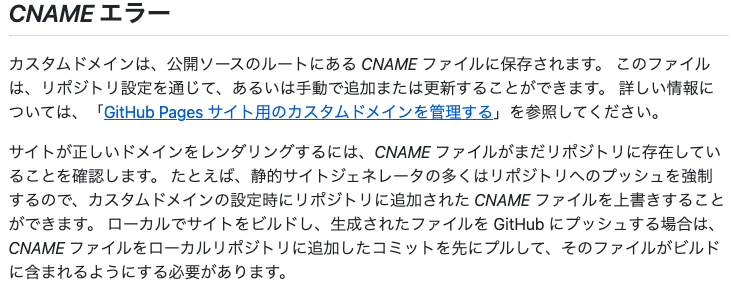 CNAME エラー
カスタムドメインは、公開ソースのルートにある CNAME ファイルに保存されます。 このファイル
は、リポジトリ設定を通じて、あるいは手動で追加または更新することができます。 詳しい情報に
ついては、「GitHub Pages サイト用のカスタムドメインを管理する」を参照してください。
サイトが正しいドメインをレンダリングするには、CNAME ファイルがまだリポジトリに存在してい
ることを確認します。 たとえば、静的サイトジェネレータの多くはリポジトリへのプッシュを強制
するので、カスタムドメインの設定時にリポジトリに追加された CNAME ファイルを上書きすること
ができます。 ローカルでサイトをビルドし、生成されたファイルを GitHub にプッシュする場合は、
CNAME ファイルをローカルリポジトリに追加したコミットを先にプルして、そのファイルがビルド
に含まれるようにする必要があります。